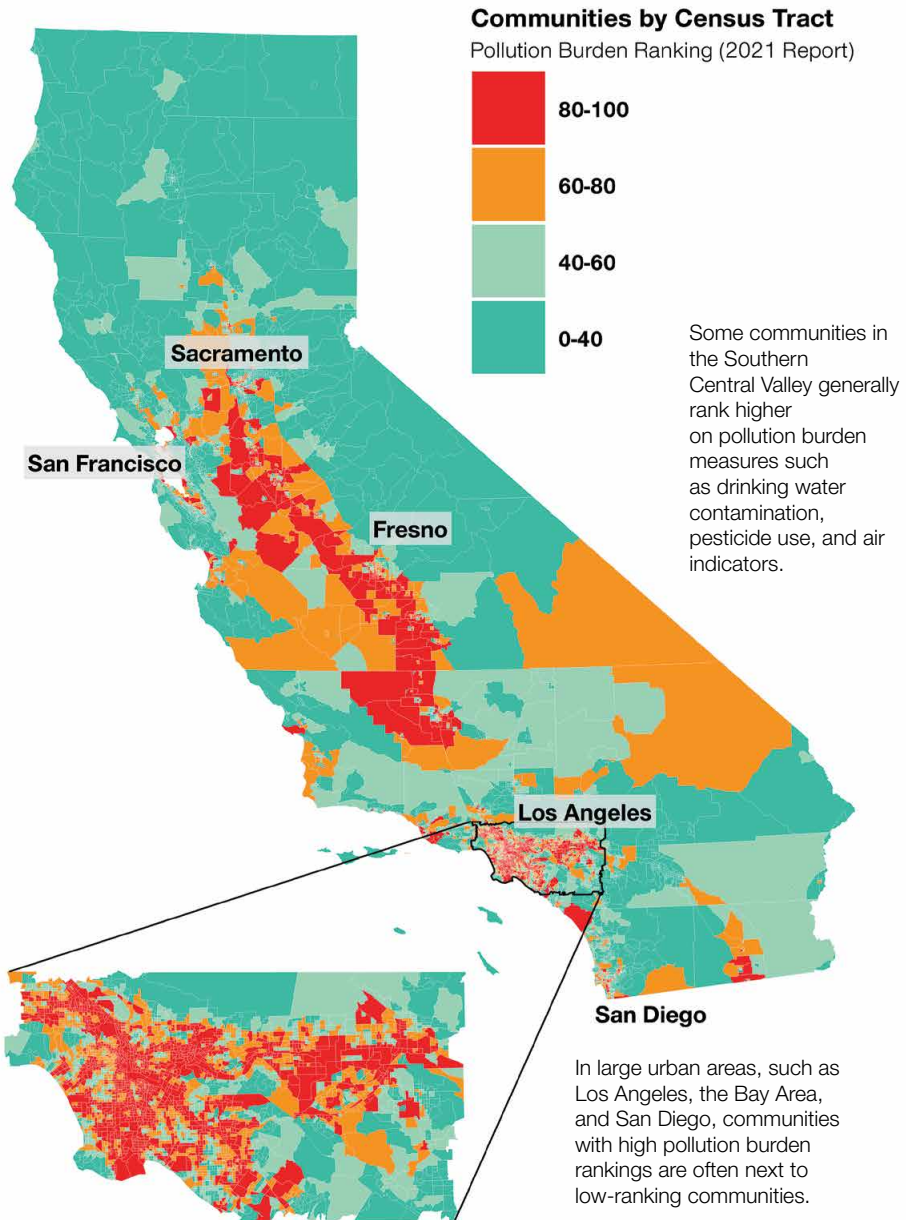 Communities by Census Tract
Pollution Burden Ranking (2021 Report)
80-100
60-80
40-60
0-40
Some communities in
the Southern
Central Valley generally
rank higher
on pollution burden
measures such
as drinking water
contamination,
pesticide use, and air
indicators.
Sacramento
San Francisco
Fresno
Los Angeles
San Diego
In large urban areas, such as
Los Angeles, the Bay Area,
and San Diego, communities
with high pollution burden
rankings are often next to
low-ranking communities.